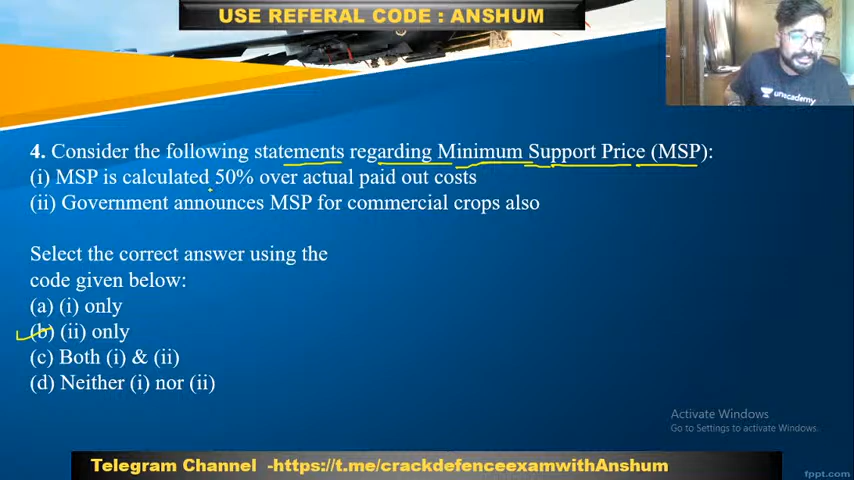 USE REFERAL CODE : ANSHUM
unacademy
4. Consider the following statements regarding Minimum Support Price (MSP):
(i) MSP is calculated 50% over actual paid out costs
(ii) Government announces MSP for commercial crops also
Select the correct answer using the
code given below:
(a) (i) only
(b) (ii) only
(c) Both (i) & (ii)
(d) Neither (i) nor (ii)
Activate Windows
Go to Settings to activate Windows.
Telegram Channel -https://t.me/crackdefenceexamwithAnshum
fppt.com